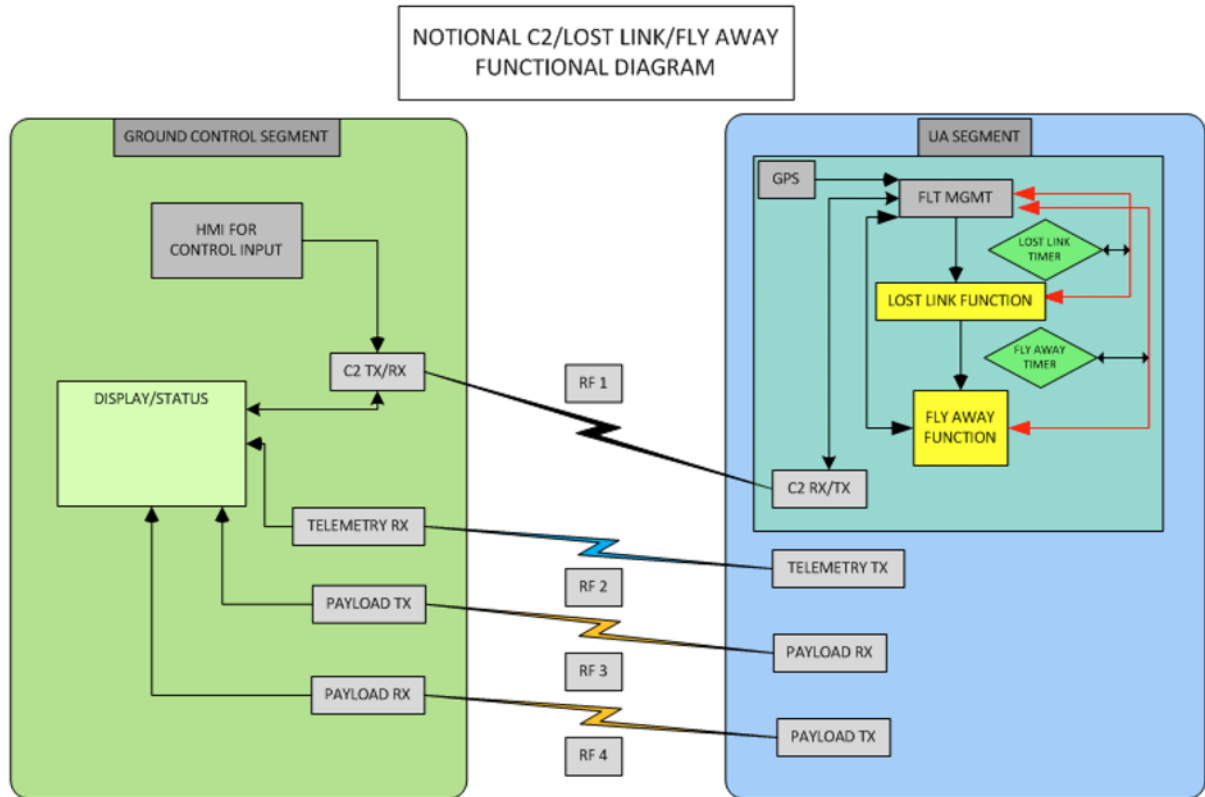 NOTIONAL C2/LOST LINK/FLY AWAY
FUNCTIONAL DIAGRAM
GROUND CONTROL SEGMENT
HMI FOR
CONTROL INPUT
C2 TX/RX
DISPLAY/STATUS
TELEMETRY RX
PAYLOAD TX
PAYLOAD RX
RF 1
RF 2
RF 3
RF 4
UA SEGMENT
GPS
FLT MGMT
LOST LINK
TIMER
LOST LINK FUNCTION
FLY AWAY
TIMER
FLY AWAY
FUNCTION
C2 RX/TX
TELEMETRY TX
PAYLOAD RX
PAYLOAD TX